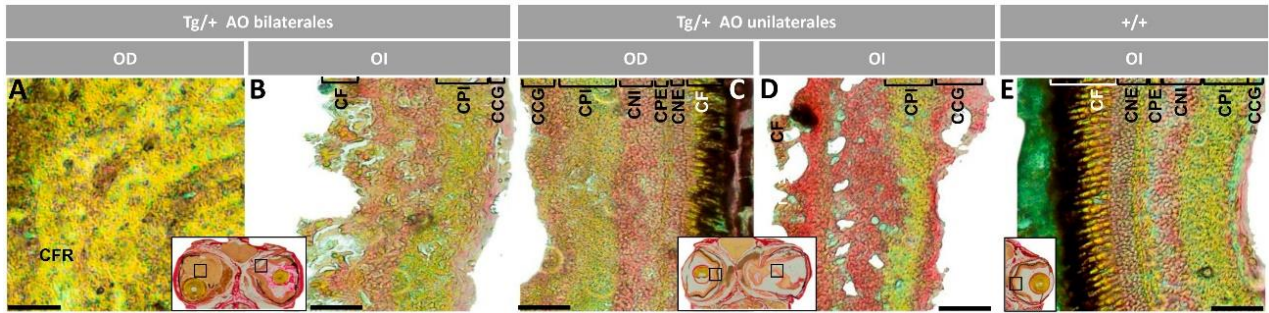 Tg/+ AO bilaterales
Tg/+ AO unilaterales
+/+
OD
OI
OD
OI
OI
A
CFR
B
CF
CPI
CCG
CCG
CPI
CNI
CPE
CNE
CF
C
D
CF
CPI
CCG
E
CF
CNE
CPE
CNI
CPI
CCG